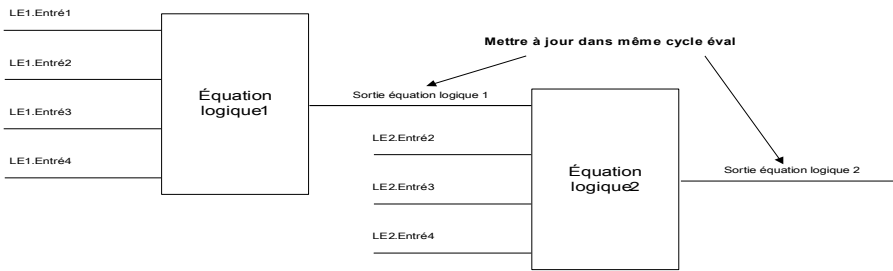 LE1.Entré1
LE1.Entré2
LE1.Entré3
LE1.Entré4
Équation
logique1
Mettre à jour dans même cycle éval
Sortie équation logique 1
LE2.Entré2
LE2.Entré3
LE2.Entré4
Équation
logique2
Sortie équation logique 2